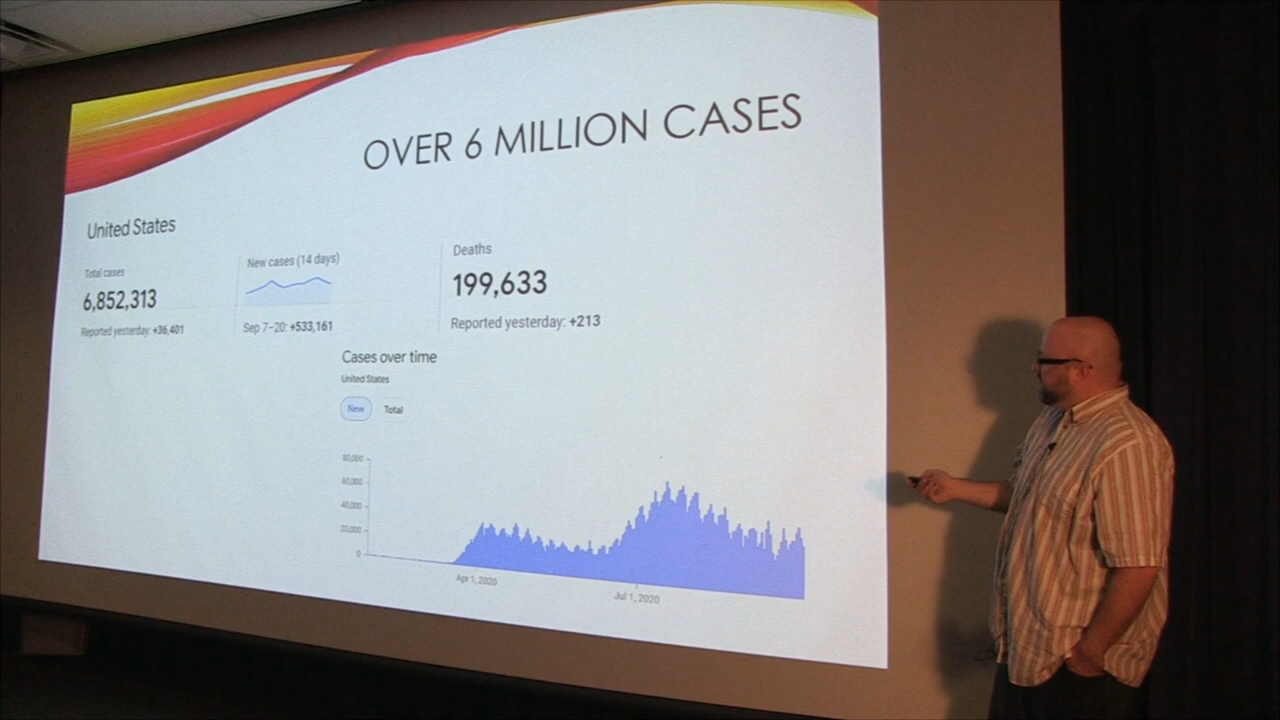 OVER 6 MILLION CASES
United States
Total cases
6,852,313
Reported yesterday: +36,401
New cases (14 days)
Sep 7–20: +533,161
Deaths
199,633
Reported yesterday: +213
Cases over time
United States
New Total
80,000
60,000
40,000
20,000
0
Apr 1, 2020
Jul 1, 2020